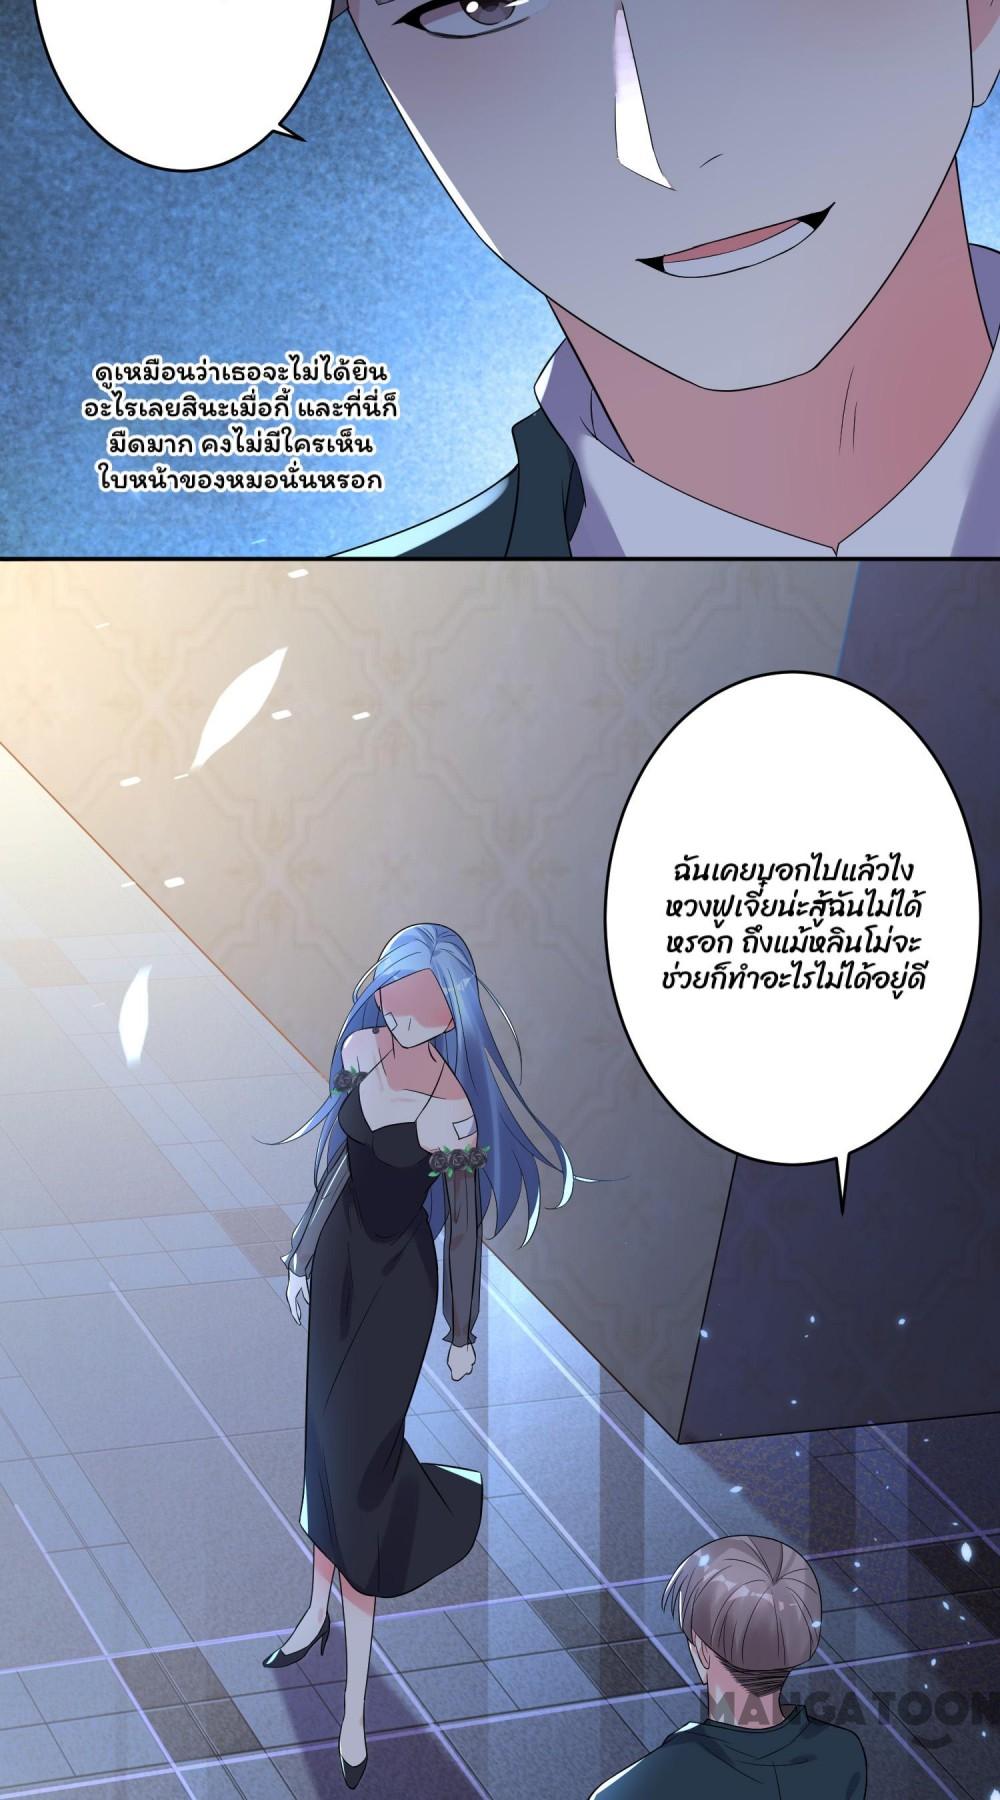 ดูเหมือนว่าเธอจะไม่ได้ยิน
อะไรเลยสินะเมื่อกี้ และที่นี่ก็
มืดมาก คงไม่มีใครเห็น
ใบหน้าของหมอนั่นหรอก
ฉันเคยบอกไปแล้วไง
หวงฟูเจี๋ยน่ะสู้ฉันไม่ได้
หรอก ถึงแม้หลินโม่จะ
ช่วยก็ทำอะไรไม่ได้อยู่ดี
MANGATOON